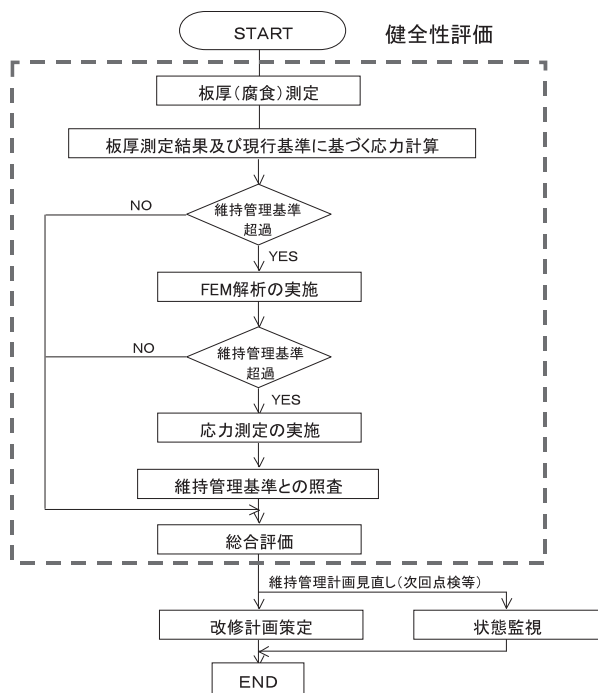 START
健全性評価
板厚(腐食)測定
板厚測定結果及び現行基準に基づく応力計算
NO
維持管理基準
超過
YES
FEM解析の実施
NO
維持管理基準
超過
YES
応力測定の実施
維持管理基準との照査
総合評価
維持管理計画見直し(次回点検等)
改修計画策定
状態監視
END